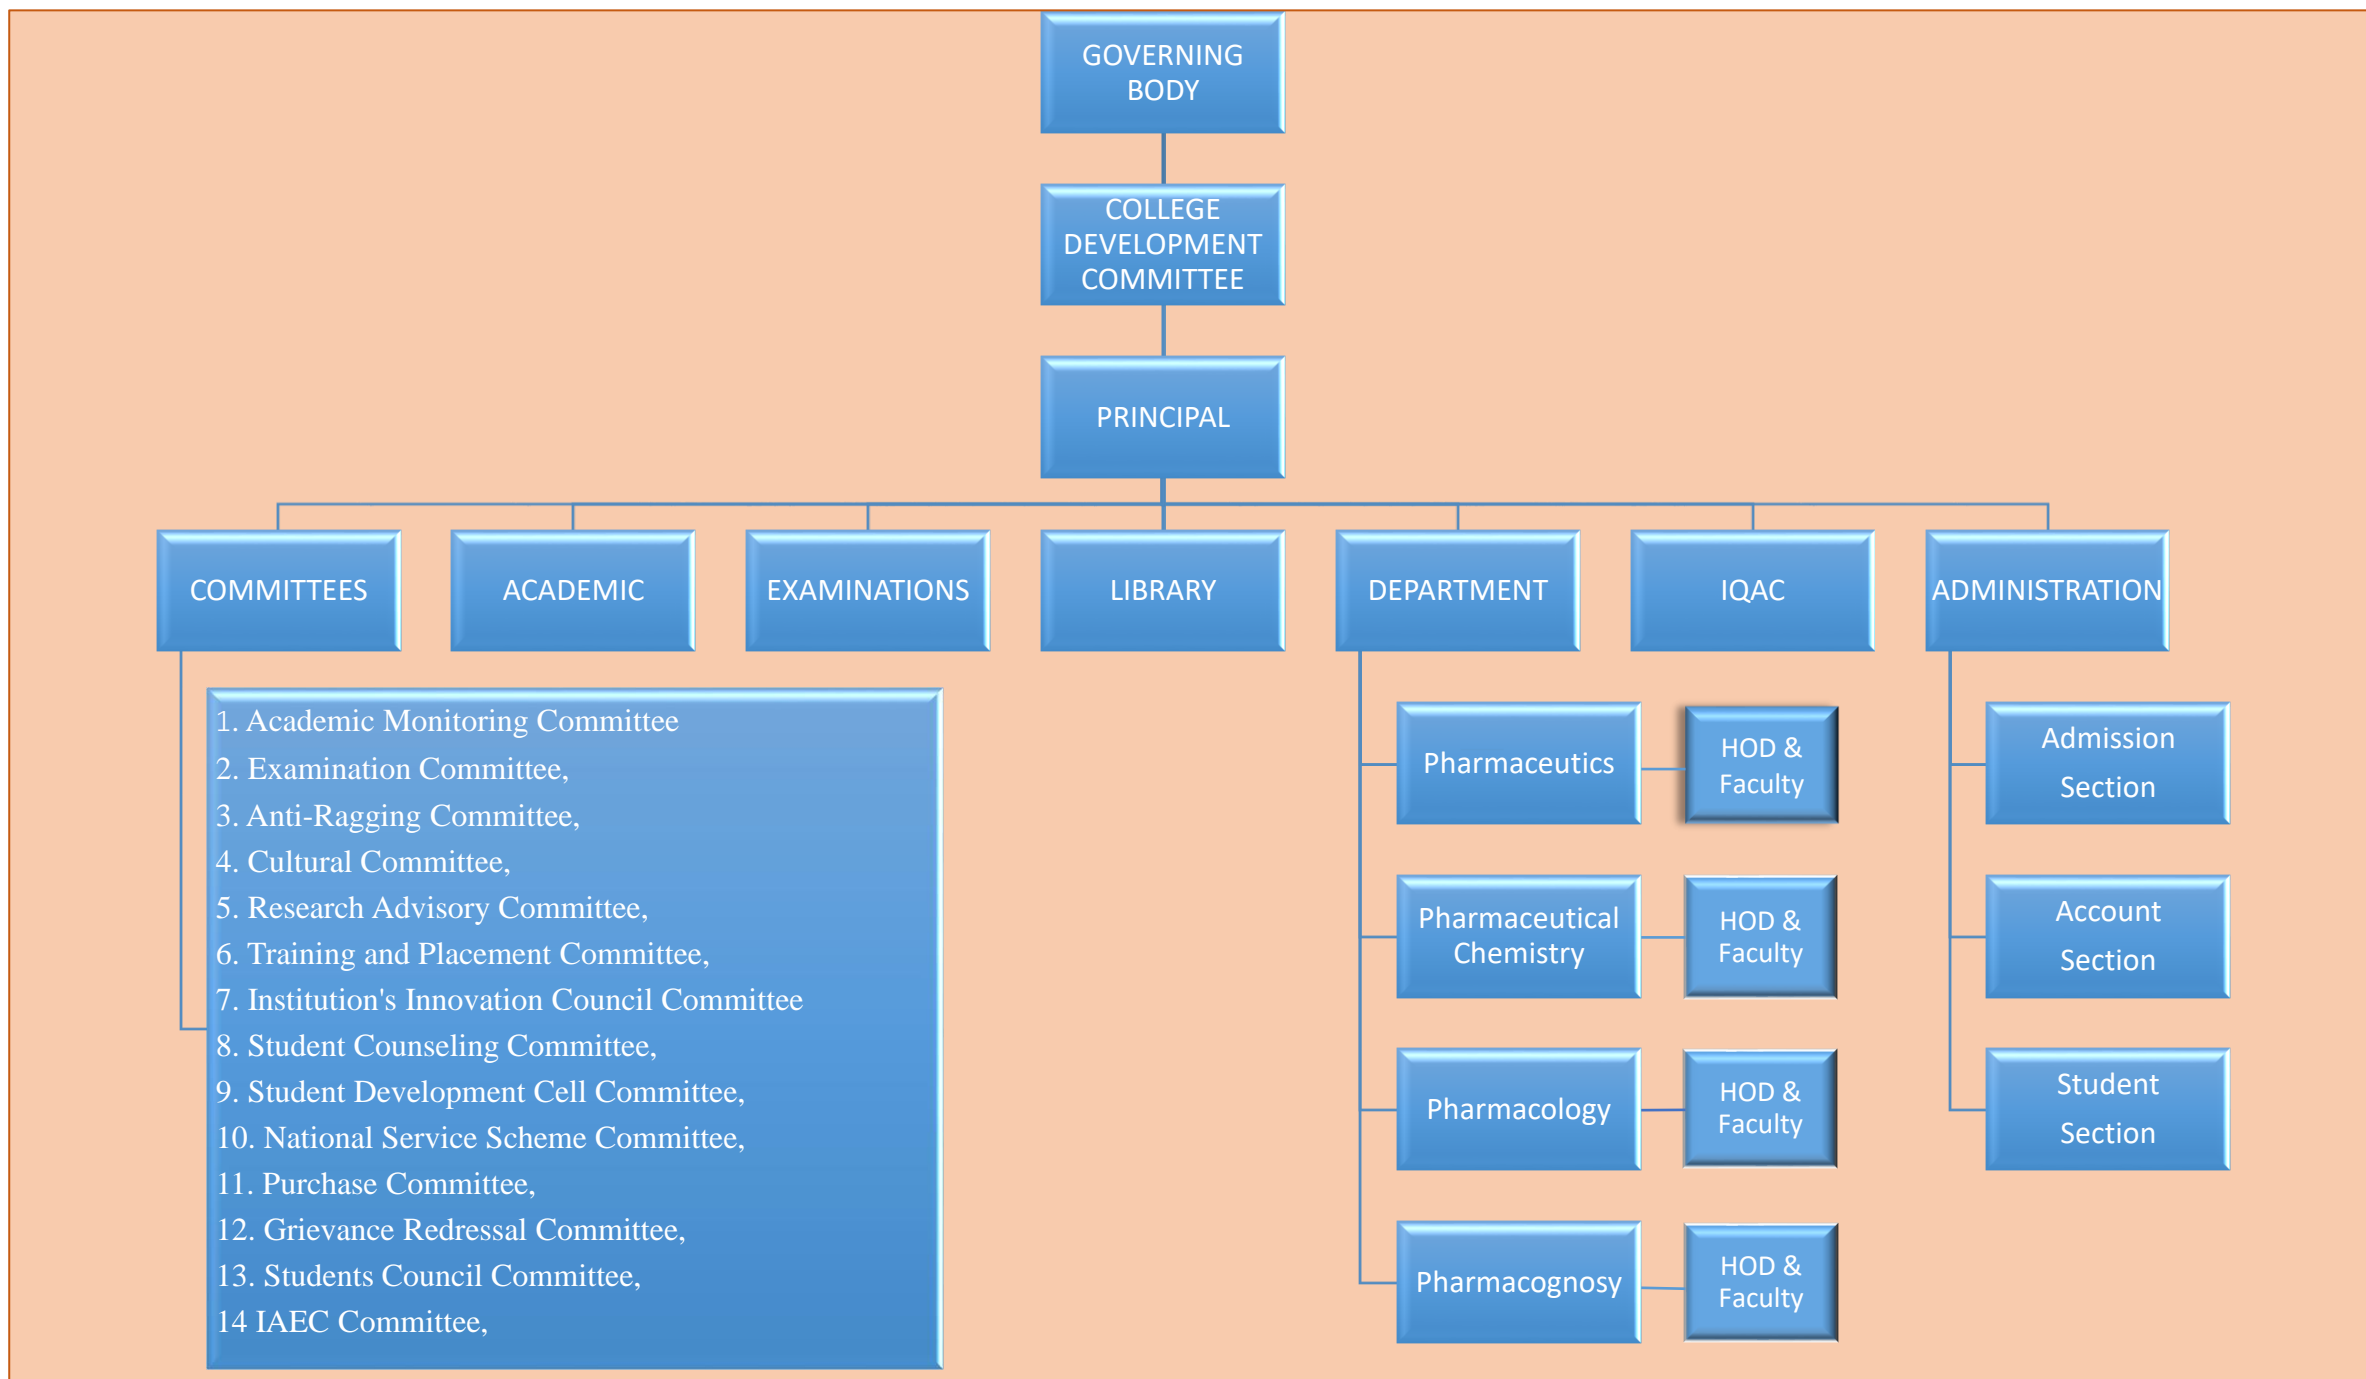 GOVERNING
BODY
COLLEGE
DEVELOPMENT
COMMITTEE
PRINCIPAL
COMMITTEES
ACADEMIC
EXAMINATIONS
LIBRARY
DEPARTMENT
IQAC
ADMINISTRATION
1. Academic Monitoring Committee
2. Examination Committee,
3. Anti-Ragging Committee,
4. Cultural Committee,
5. Research Advisory Committee,
6. Training and Placement Committee,
7. Institution's Innovation Council Committee
8. Student Counseling Committee,
9. Student Development Cell Committee,
10. National Service Scheme Committee,
11. Purchase Committee,
12. Grievance Redressal Committee,
13. Students Council Committee,
14 IAEC Committee,
Pharmaceutics
HOD &
Faculty
Pharmaceutical
Chemistry
HOD &
Faculty
Pharmacology
HOD &
Faculty
Pharmacognosy
HOD &
Faculty
Admission
Section
Account
Section
Student
Section